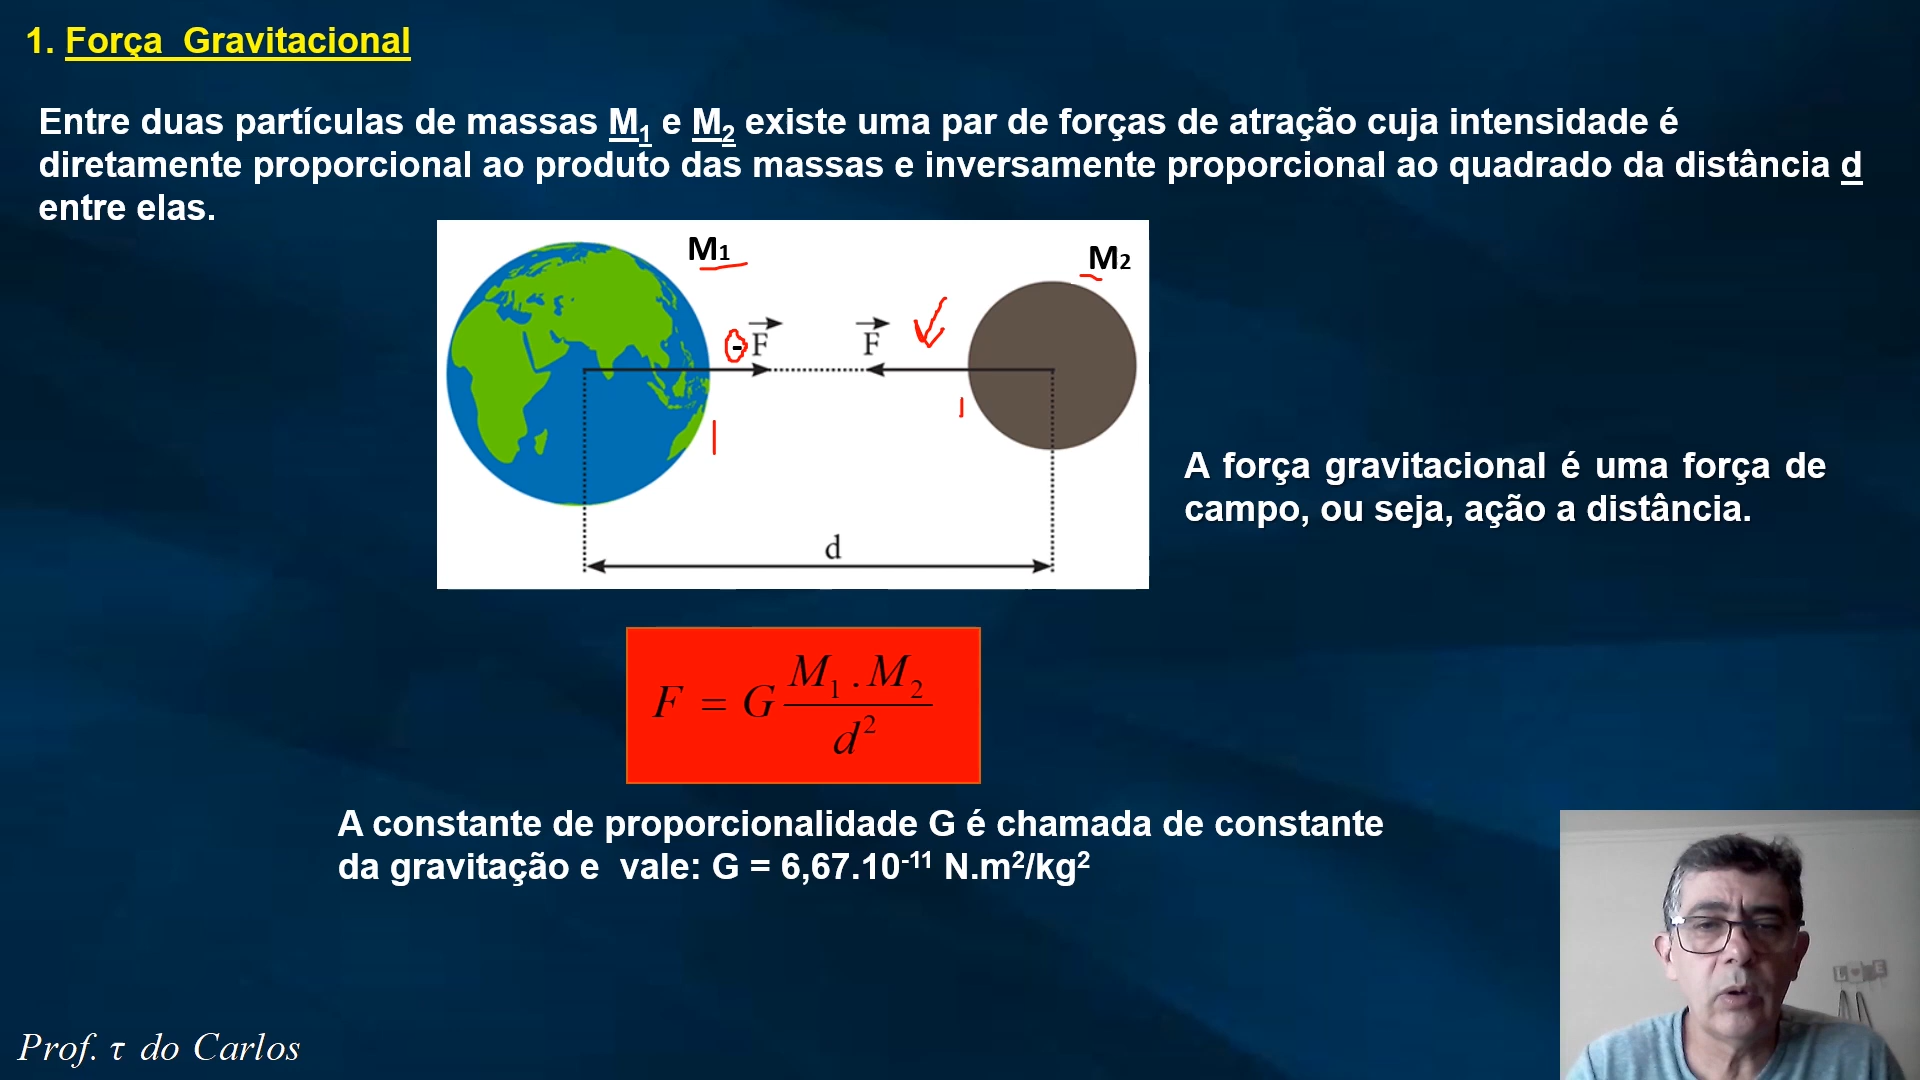 1. Força Gravitacional
Entre duas partículas de massas M₁ e M₂ existe uma par de forças de atração cuja intensidade é
diretamente proporcional ao produto das massas e inversamente proporcional ao quadrado da distância d
entre elas.
M₁
M₂
-F⃗
F⃗
d
A força gravitacional é uma força de
campo, ou seja, ação a distância.
F = G M₁ . M₂ / d²
A constante de proporcionalidade G é chamada de constante
da gravitação e vale: G = 6,67.10⁻¹¹ N.m²/kg²
Prof. τ do Carlos